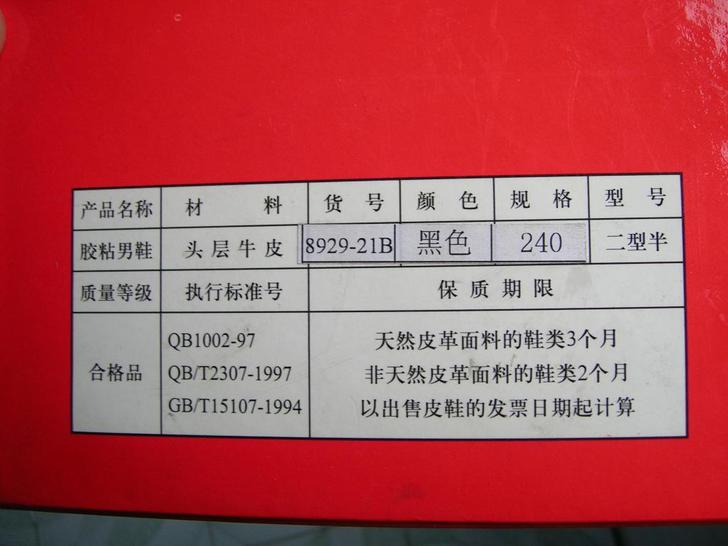 产品名称 材料 货号 颜色 规格 型号
胶粘男鞋 头层牛皮 8929-21B 黑色 240 二型半
质量等级 执行标准号 保质期限
合格品
QB1002-97
QB/T2307-1997
GB/T15107-1994
天然皮革面料的鞋类3个月
非天然皮革面料的鞋类2个月
以出售皮鞋的发票日期起计算